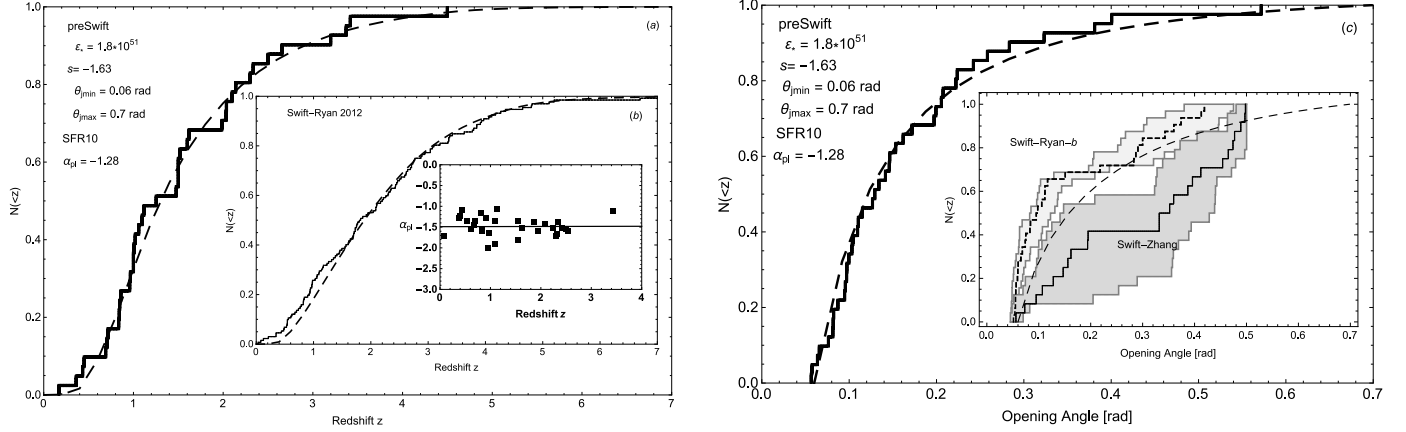 (a)
preSwift
ε* = 1.8*10^51
s= −1.63
θjmin = 0.06 rad
θjmax = 0.7 rad
SFR10
αpl = −1.28
N(<z)
1.0
0.8
0.6
0.4
0.2
0.0
0 1 2 3 4 5 6 7
Redshift z
0 1 2 3 4 5 6 7
Swift−Ryan 2012
(b)
N(<z)
1.0
0.8
0.6
0.4
0.2
0.0
0 1 2 3 4 5 6 7
Redshift z
αpl
0.0
−0.5
−1.0
−1.5
−2.0
−2.5
−3.0
0 1 2 3 4
Redshift z
(c)
preSwift
ε* = 1.8*10^51
s= −1.63
θjmin = 0.06 rad
θjmax = 0.7 rad
SFR10
αpl = −1.28
N(<z)
1.0
0.8
0.6
0.4
0.2
0.0
0.0 0.1 0.2 0.3 0.4 0.5 0.6 0.7
Opening Angle [rad]
Swift−Ryan−b
Swift−Zhang
N(<z)
1.0
0.8
0.6
0.4
0.2
0.0
0.0 0.1 0.2 0.3 0.4 0.5 0.6 0.7
Opening Angle [rad]